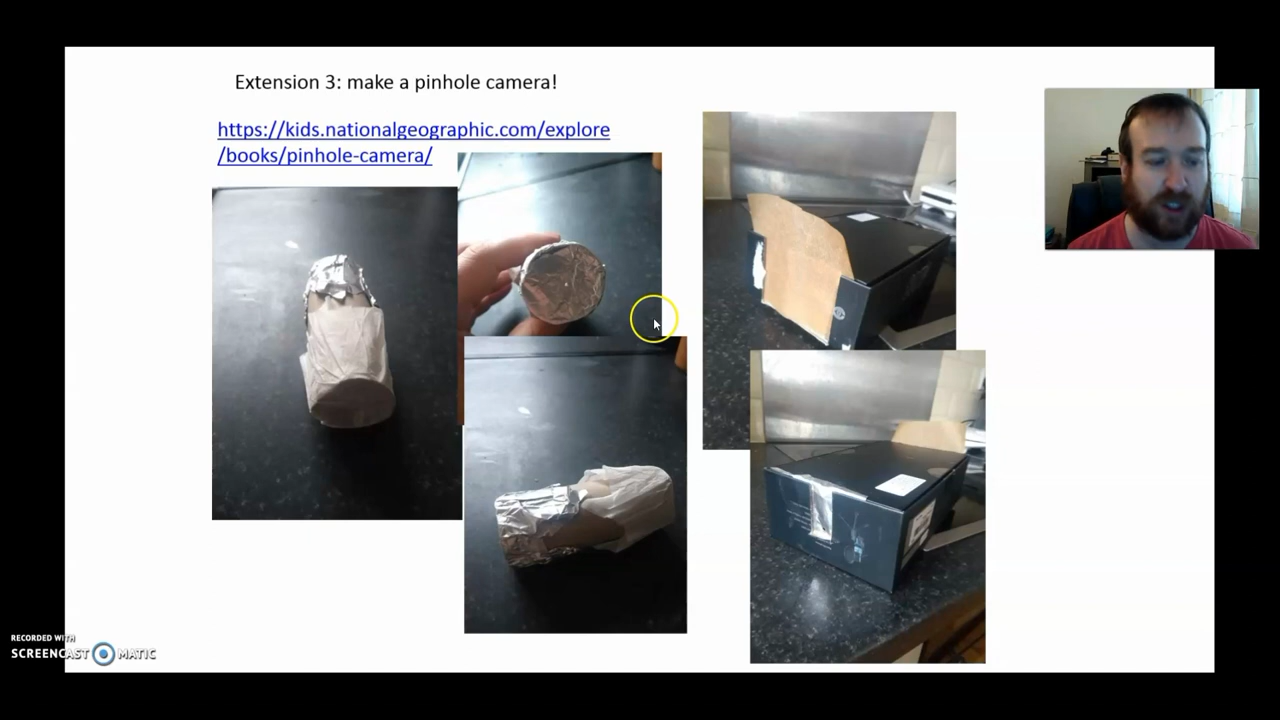 Extension 3: make a pinhole camera!
https://kids.nationalgeographic.com/explore
/books/pinhole-camera/
RECORDED WITH
SCREENCAST MATIC